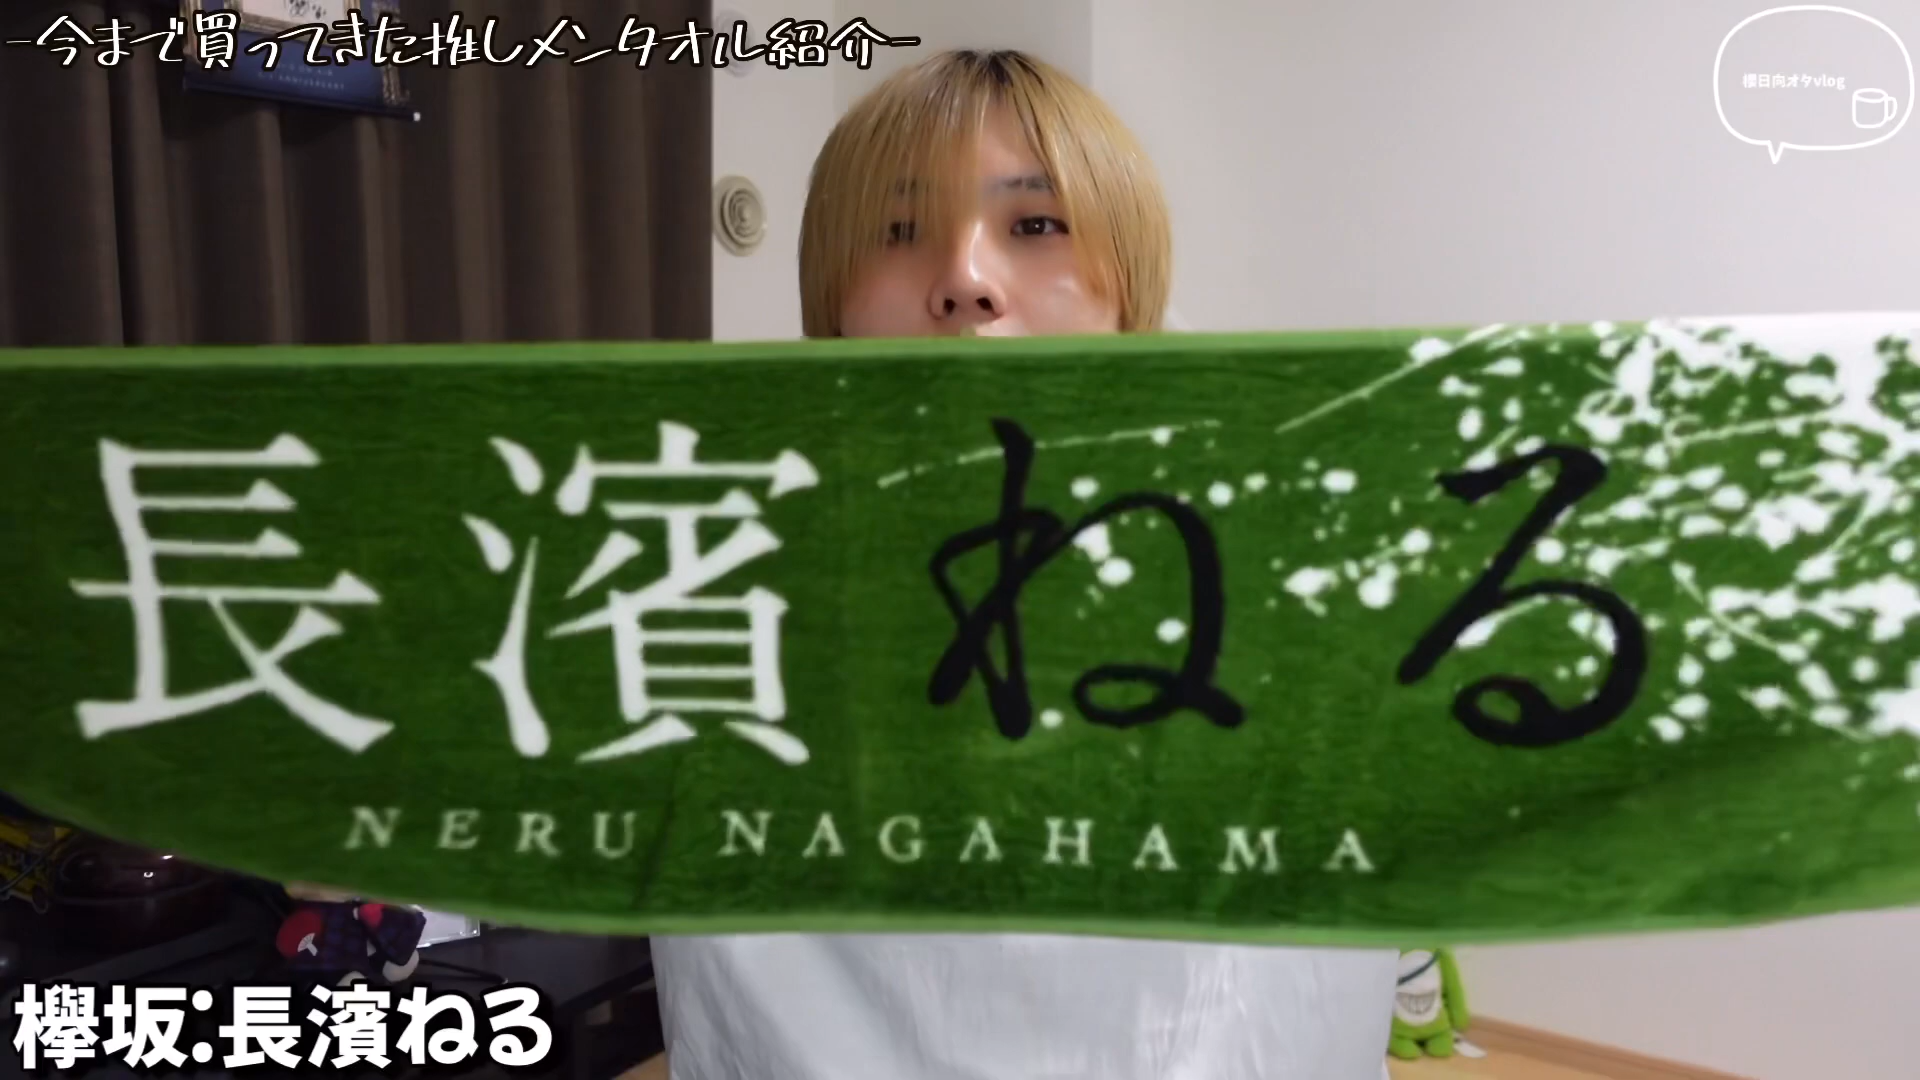 -今まで買ってきた推しメンタオル紹介-
櫻日向オタvlog
長濱ねる
NERU NAGAHAMA
欅坂:長濱ねる